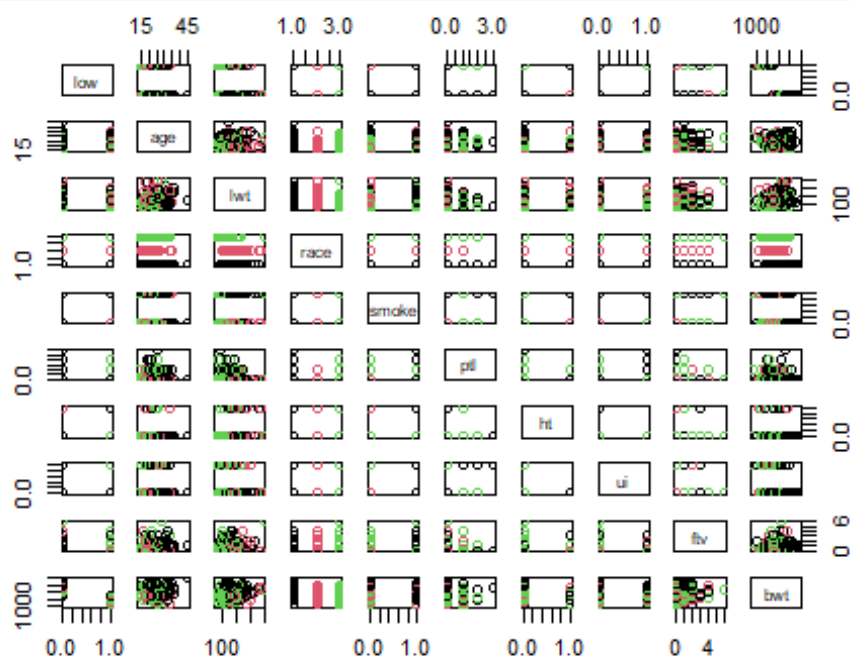 15 45 1.0 3.0 0.0 3.0 0.0 1.0 1000
low 0.0
15 age
lwt 100
1.0 race
smoke 0.0
0.0 ptl
ht 0.0
0.0 ui
ftv 0 6
1000 bwt
0.0 1.0 100 0.0 1.0 0.0 1.0 0 4